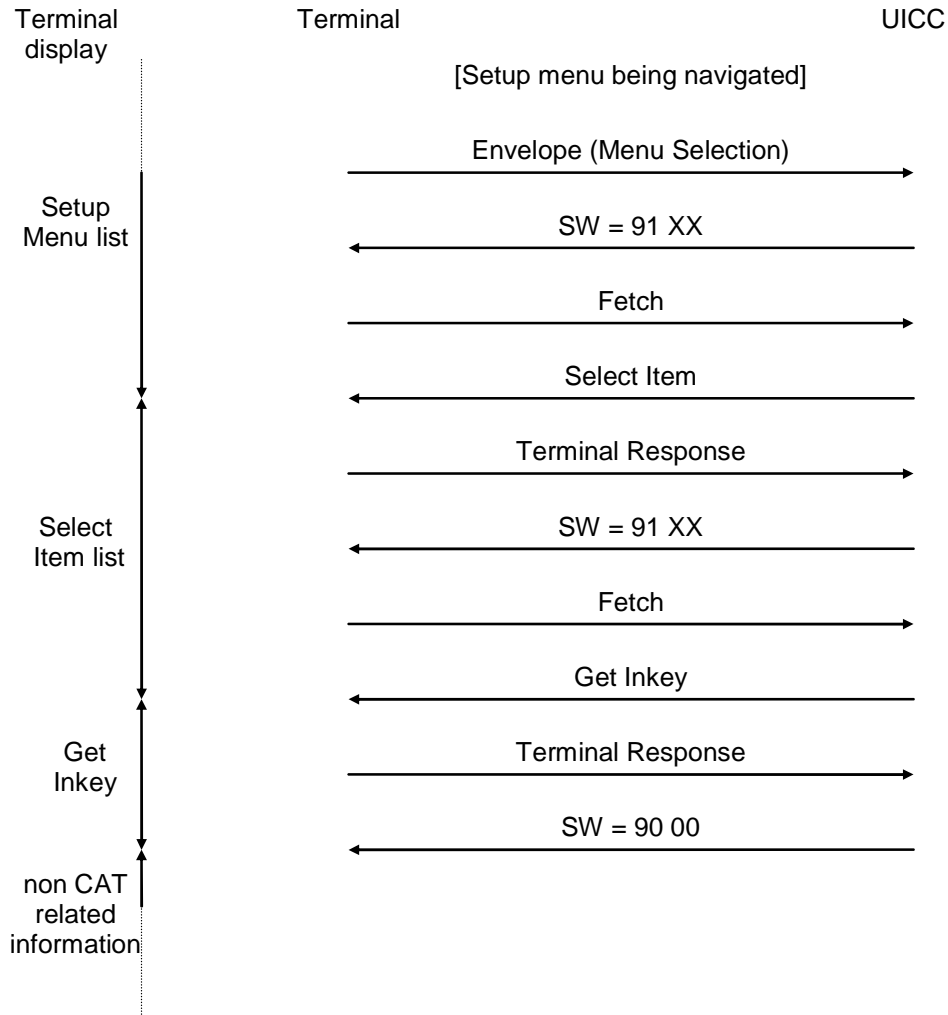 Terminal
display
Terminal
UICC
[Setup menu being navigated]
Envelope (Menu Selection)
Setup
Menu list
SW = 91 XX
Fetch
Select Item
Terminal Response
Select
Item list
SW = 91 XX
Fetch
Get Inkey
Get
Inkey
Terminal Response
SW = 90 00
non CAT
related
information